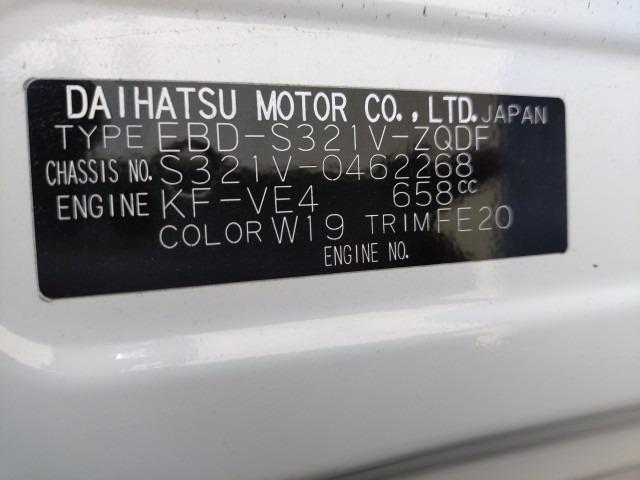 DAIHATSU MOTOR CO., LTD. JAPAN
TYPE EBD-S321V-ZQDF
CHASSIS NO. S321V-0462268
ENGINE KF-VE4 658cc
COLOR W19 TRIM FE20
ENGINE NO.